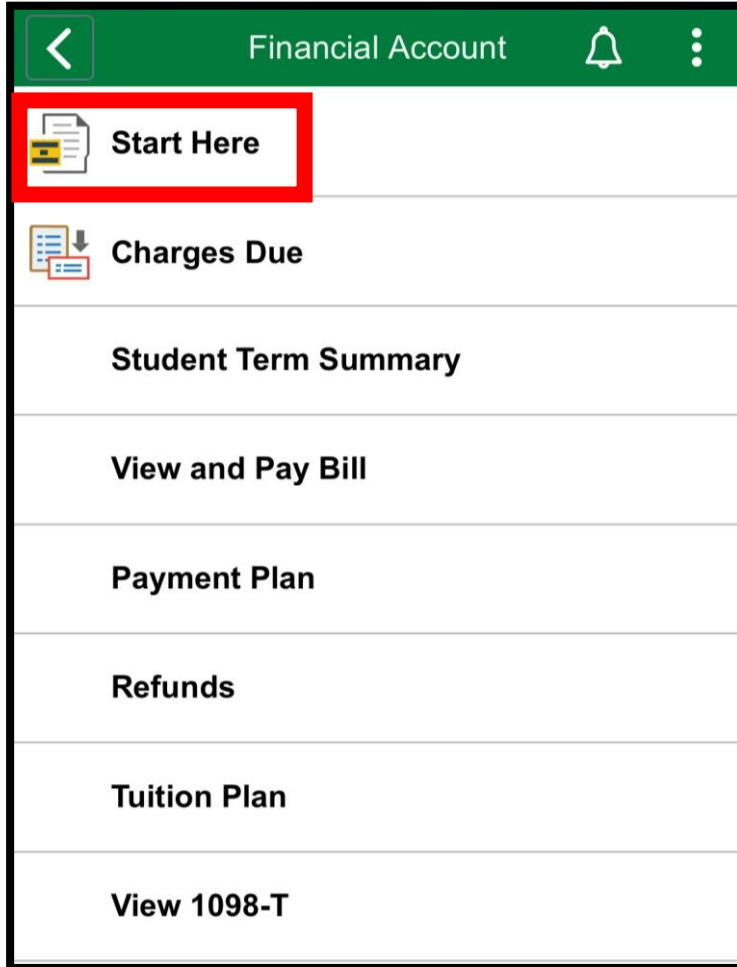 Financial Account
Start Here
Charges Due
Student Term Summary
View and Pay Bill
Payment Plan
Refunds
Tuition Plan
View 1098-T